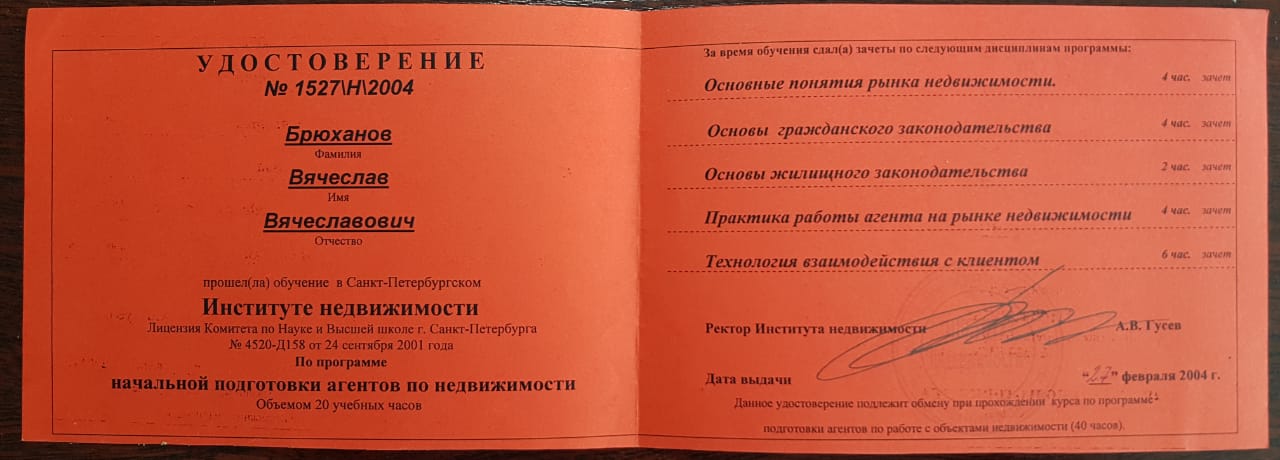 УДОСТОВЕРЕНИЕ
№ 1527\Н\2004
Брюханов
Фамилия
Вячеслав
Имя
Вячеславович
Отчество
прошел(ла) обучение в Санкт-Петербургском
Институте недвижимости
Лицензия Комитета по Науке и Высшей школе г. Санкт-Петербурга
№ 4520-Д158 от 24 сентября 2001 года
По программе
начальной подготовки агентов по недвижимости
Объемом 20 учебных часов
За время обучения сдал(а) зачеты по следующим дисциплинам программы:
Основные понятия рынка недвижимости. 4 час. зачет
Основы гражданского законодательства 4 час. зачет
Основы жилищного законодательства 2 час. зачет
Практика работы агента на рынке недвижимости 4 час. зачет
Технология взаимодействия с клиентом 6 час. зачет
Ректор Института недвижимости А.В. Гусев
Дата выдачи "27" февраля 2004 г.
Данное удостоверение подлежит обмену при прохождении курса по программе
подготовки агентов по работе с объектами недвижимости (40 часов).